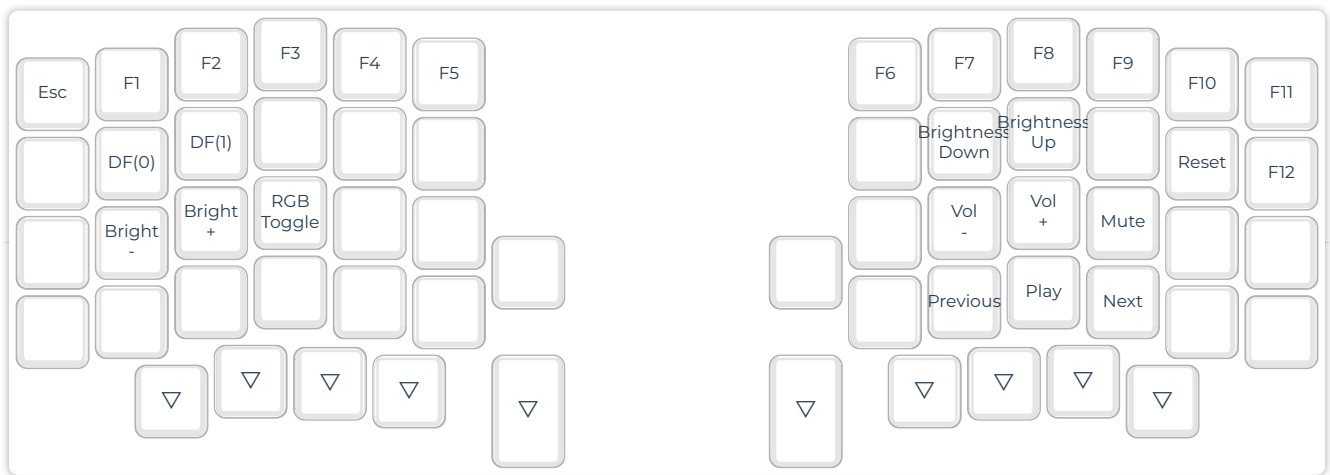 Esc
F1
F2
F3
F4
F5
F6
F7
F8
F9
F10
F11
DF(0)
DF(1)
Brightness
Down
Brightness
Up
Reset
F12
Bright
-
Bright
+
RGB
Toggle
Vol
-
Vol
+
Mute
Previous
Play
Next
▽
▽
▽
▽
▽
▽
▽
▽
▽
▽